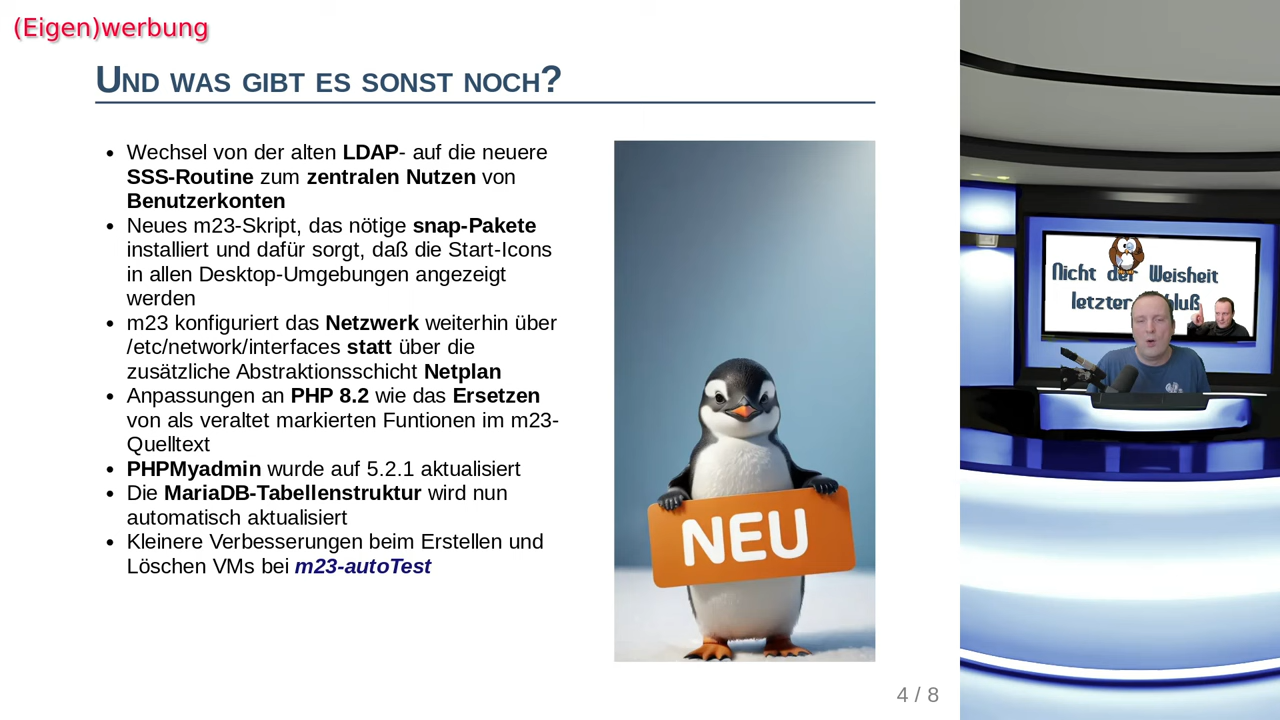 (Eigen)werbung
Und was gibt es sonst noch?
• Wechsel von der alten LDAP- auf die neuere
SSS-Routine zum zentralen Nutzen von
Benutzerkonten
• Neues m23-Skript, das nötige snap-Pakete
installiert und dafür sorgt, daß die Start-Icons
in allen Desktop-Umgebungen angezeigt
werden
• m23 konfiguriert das Netzwerk weiterhin über
/etc/network/interfaces statt über die
zusätzliche Abstraktionsschicht Netplan
• Anpassungen an PHP 8.2 wie das Ersetzen
von als veraltet markierten Funtionen im m23-
Quelltext
• PHPMyadmin wurde auf 5.2.1 aktualisiert
• Die MariaDB-Tabellenstruktur wird nun
automatisch aktualisiert
• Kleinere Verbesserungen beim Erstellen und
Löschen VMs bei m23-autoTest
NEU
4 / 8
Nicht der Weisheit
letzter